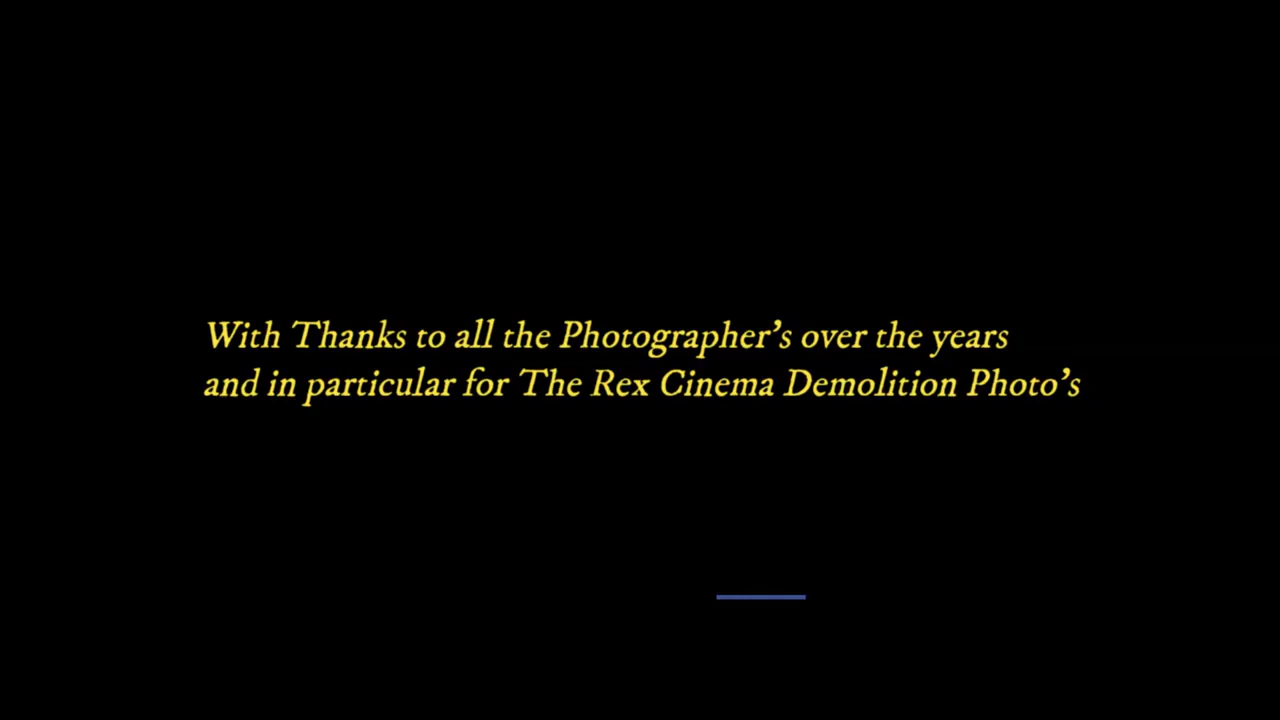 With Thanks to all the Photographer's over the years
and in particular for The Rex Cinema Demolition Photo's